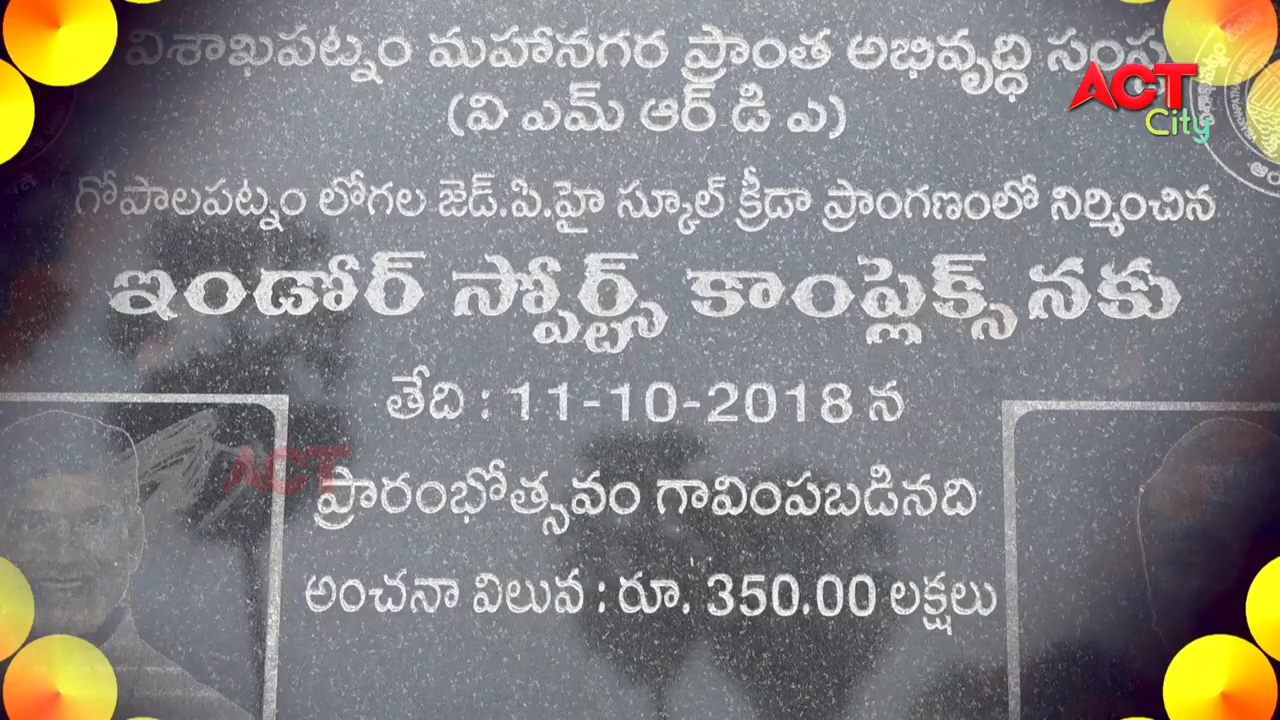 విశాఖపట్నం మహానగర ప్రాంత అభివృద్ధి సంస్థ
(వి ఎమ్ ఆర్ డి ఎ)
గోపాలపట్నం లోగల జెడ్.పి.హై స్కూల్ క్రీడా ప్రాంగణంలో నిర్మించిన
ఇండోర్ స్పోర్ట్స్ కాంప్లెక్స్ నకు
తేది : 11-10-2018 న
ప్రారంభోత్సవం గావింపబడినది
అంచనా విలువ : రూ. 350.00 లక్షలు
ACT
City
ACT